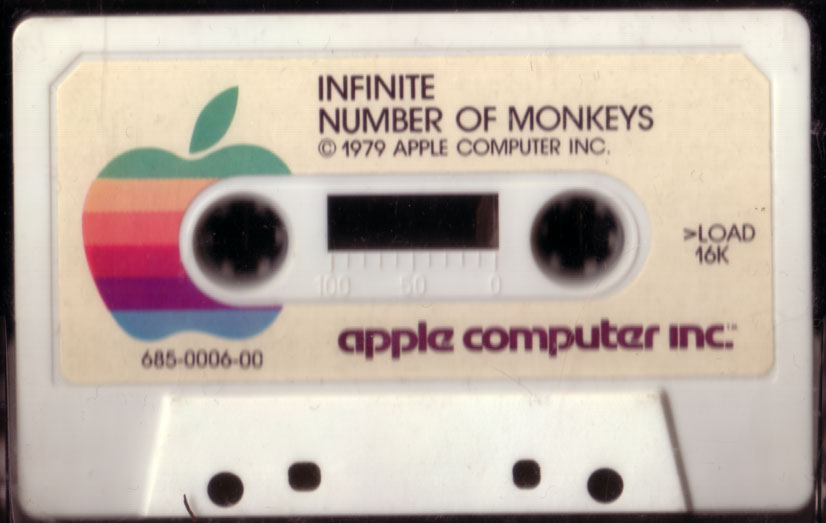 INFINITE
NUMBER OF MONKEYS
© 1979 APPLE COMPUTER INC.
>LOAD
16K
100 50 0
apple computer inc.™
685-0006-00